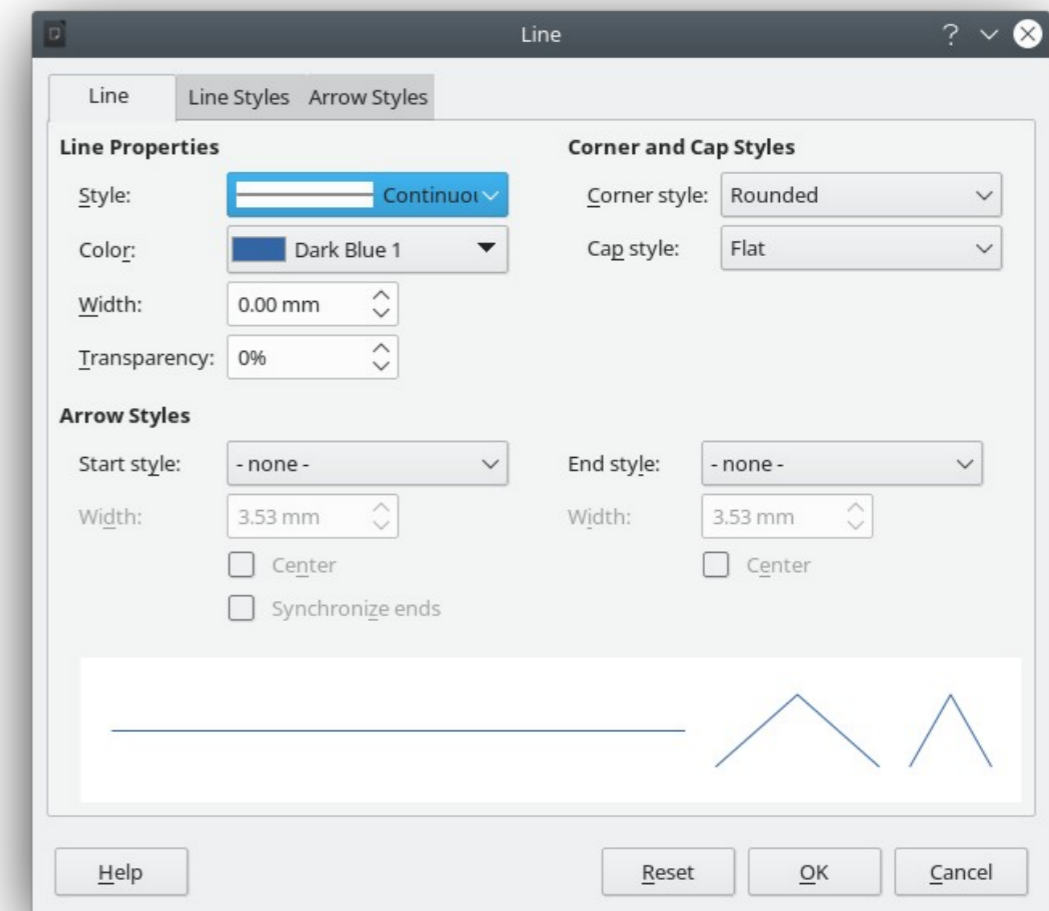 Line
?
Line Line Styles Arrow Styles
Line Properties
Style: Continuou
Color: Dark Blue 1
Width: 0.00 mm
Transparency: 0%
Corner and Cap Styles
Corner style: Rounded
Cap style: Flat
Arrow Styles
Start style: - none -
Width: 3.53 mm
Center
Synchronize ends
End style: - none -
Width: 3.53 mm
Center
Help Reset OK Cancel